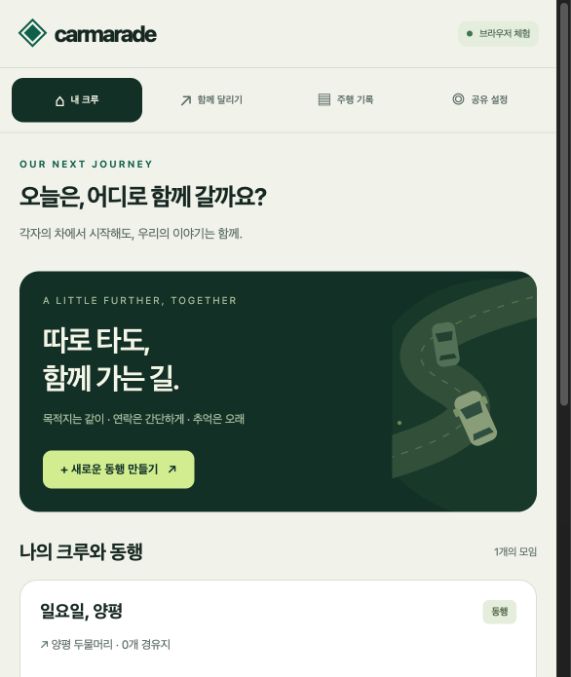 carmarade
브라우저 체험
내 크루
함께 달리기
주행 기록
공유 설정
OUR NEXT JOURNEY
오늘은, 어디로 함께 갈까요?
각자의 차에서 시작해도, 우리의 이야기는 함께.
A LITTLE FURTHER, TOGETHER
따로 타도,
함께 가는 길.
목적지는 같이 · 연락은 간단하게 · 추억은 오래
+ 새로운 동행 만들기 ↗
나의 크루와 동행
1개의 모임
일요일, 양평
동행
↗ 양평 두물머리 · 0개 경유지